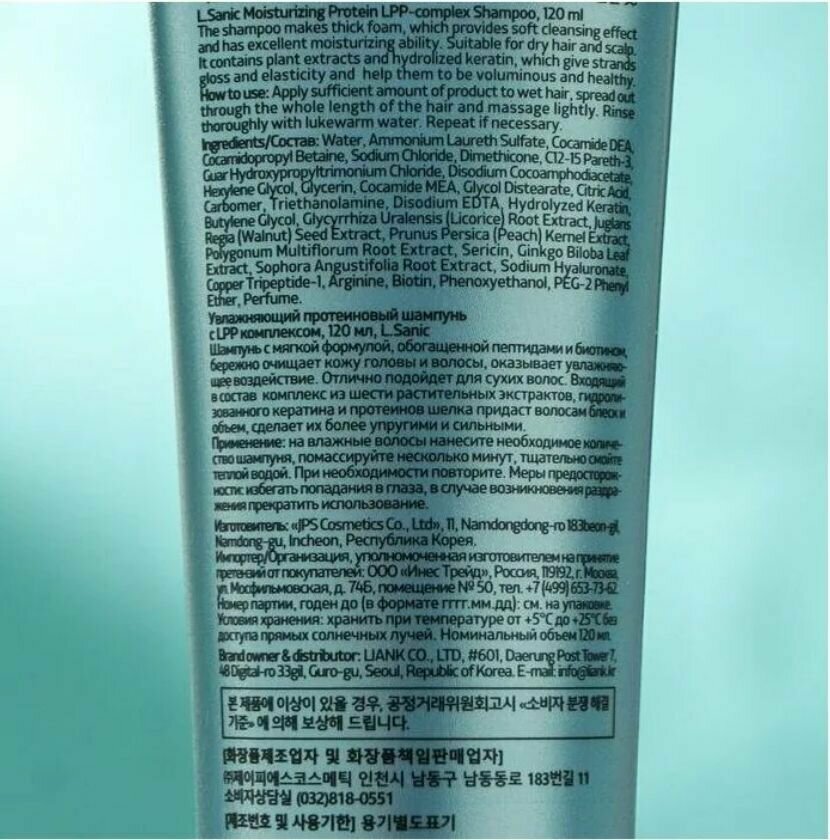 L.Sanic Moisturizing Protein LPP-complex Shampoo, 120 ml
The shampoo makes thick foam, which provides soft cleansing effect
and has excellent moisturizing ability. Suitable for dry hair and scalp.
It contains plant extracts and hydrolized keratin, which give strands
gloss and elasticity and help them to be voluminous and healthy.
How to use: Apply sufficient amount of product to wet hair, spread out
through the whole length of the hair and massage lightly. Rinse
thoroughly with lukewarm water. Repeat if necessary.
Ingredients/Состав: Water, Ammonium Laureth Sulfate, Cocamide DEA,
Cocamidopropyl Betaine, Sodium Chloride, Dimethicone, C12-15 Pareth-3,
Guar Hydroxypropyltrimonium Chloride, Disodium Cocoamphodiacetate,
Hexylene Glycol, Glycerin, Cocamide MEA, Glycol Distearate, Citric Acid,
Carbomer, Triethanolamine, Disodium EDTA, Hydrolyzed Keratin,
Butylene Glycol, Glycyrrhiza Uralensis (Licorice) Root Extract, Juglans
Regia (Walnut) Seed Extract, Prunus Persica (Peach) Kernel Extract,
Polygonum Multiflorum Root Extract, Sericin, Ginkgo Biloba Leaf
Extract, Sophora Angustifolia Root Extract, Sodium Hyaluronate,
Copper Tripeptide-1, Arginine, Biotin, Phenoxyethanol, PEG-2 Phenyl
Ether, Perfume.
Увлажняющий протеиновый шампунь
с LPP комплексом, 120 мл, L.Sanic
Шампунь с мягкой формулой, обогащенной пептидами и биотином,
бережно очищает кожу головы и волосы, оказывает увлажняю-
щее воздействие. Отлично подойдет для сухих волос. Входящий
в состав комплекс из шести растительных экстрактов, гидроли-
зованного кератина и протеинов шелка придаст волосам блеск и
объем, сделает их более упругими и сильными.
Применение: на влажные волосы нанесите необходимое количе-
ство шампуня, помассируйте несколько минут, тщательно смойте
теплой водой. При необходимости повторите. Меры предосторож-
ности: избегать попадания в глаза, в случае возникновения раздра-
жения прекратить использование.
Изготовитель: «JPS Cosmetics Co., Ltd», 11, Namdongdong-ro 183beon-gil,
Namdong-gu, Incheon, Республика Корея.
Импортер/Организация, уполномоченная изготовителем на принятие
претензий от покупателей: ООО «Инес Трейд», Россия, 119192, г. Москва,
ул. Мосфильмовская, д. 74Б, помещение № 50, тел. +7 (499) 653-73-62
Номер партии, годен до (в формате гггг.мм.дд): см. на упаковке.
Условия хранения: хранить при температуре от +5°C до +25°C без
доступа прямых солнечных лучей. Номинальный объем 120 мл.
Brand owner & distributor: LIANK CO., LTD, #601, Daerung Post Tower 7,
48 Digital-ro 33gil, Guro-gu, Seoul, Republic of Korea. E-mail: info@liank.kr
본 제품에 이상이 있을 경우, 공정거래위원회고시 «소비자 분쟁 해결
기준» 에 의해 보상해 드립니다.
[화장품제조업자 및 화장품책임판매업자]
㈜제이피에스코스메틱 인천시 남동구 남동동로 183번길 11
소비자상담실 (032)818-0551
[제조번호 및 사용기한] 용기별도표기